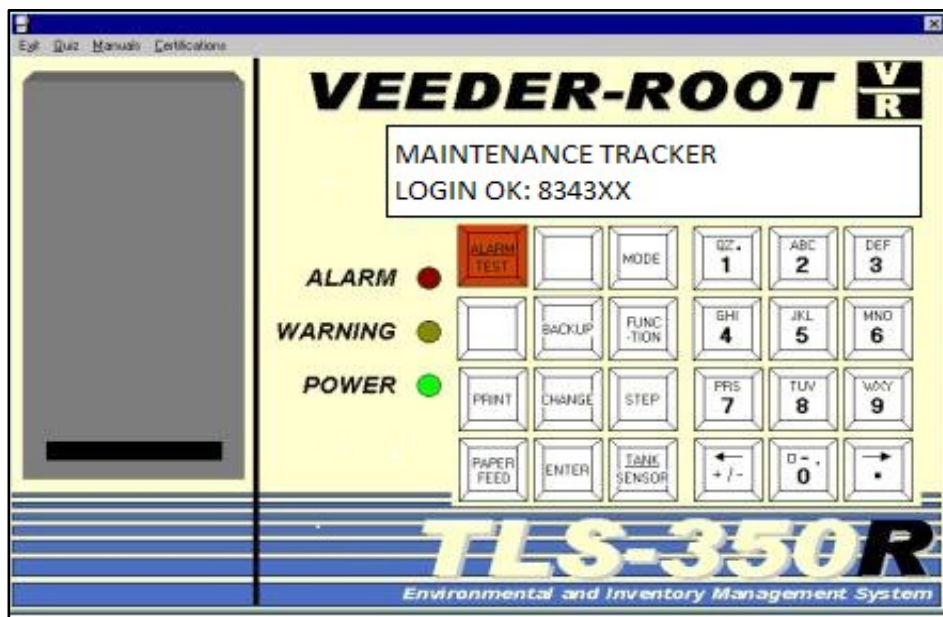 Exit Quiz Manuals Certifications
VEEDER-ROOT
V
R
MAINTENANCE TRACKER
LOGIN OK: 8343XX
ALARM
WARNING
POWER
ALARM
TEST
MODE
QZ.
1
ABC
2
DEF
3
BACKUP
FUNC
-TION
GHI
4
JKL
5
MNO
6
PRINT
CHANGE
STEP
PRS
7
TUV
8
WXY
9
PAPER
FEED
ENTER
TANK
SENSOR
←
+/-
0
→
.
TLS-350R
Environmental and Inventory Management System